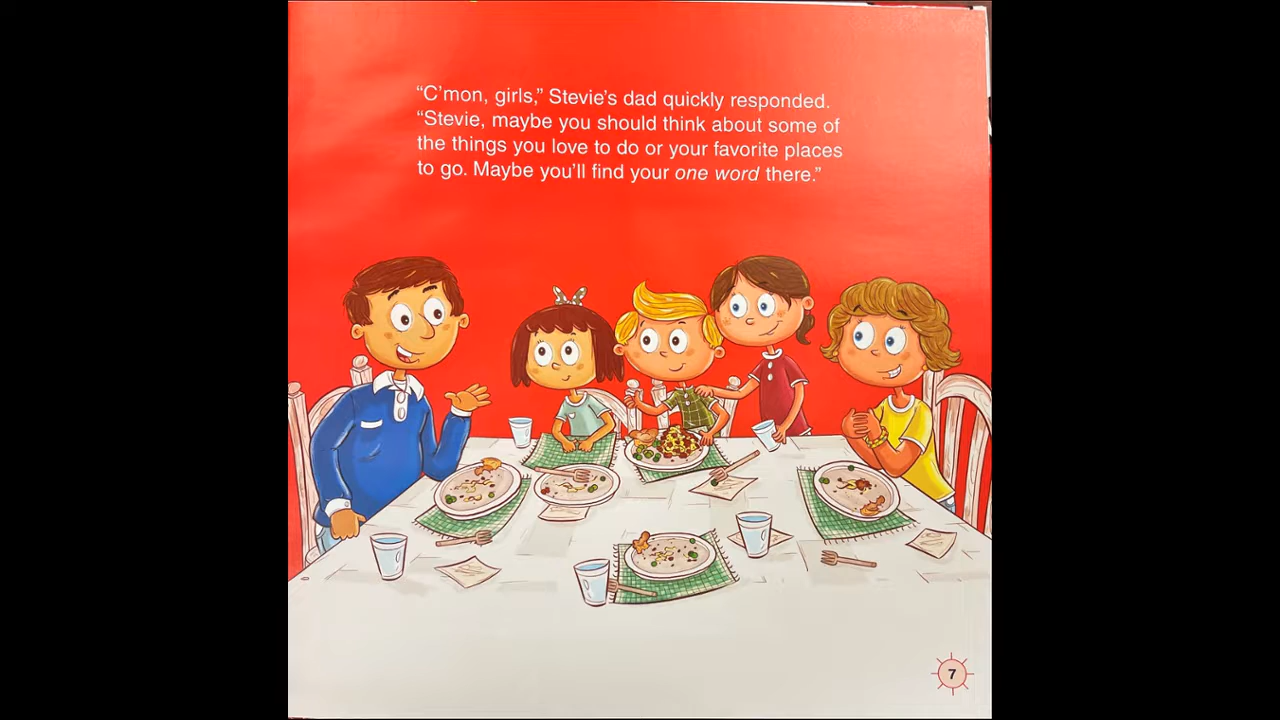 “C’mon, girls,” Stevie’s dad quickly responded.
“Stevie, maybe you should think about some of
the things you love to do or your favorite places
to go. Maybe you’ll find your one word there.”
7